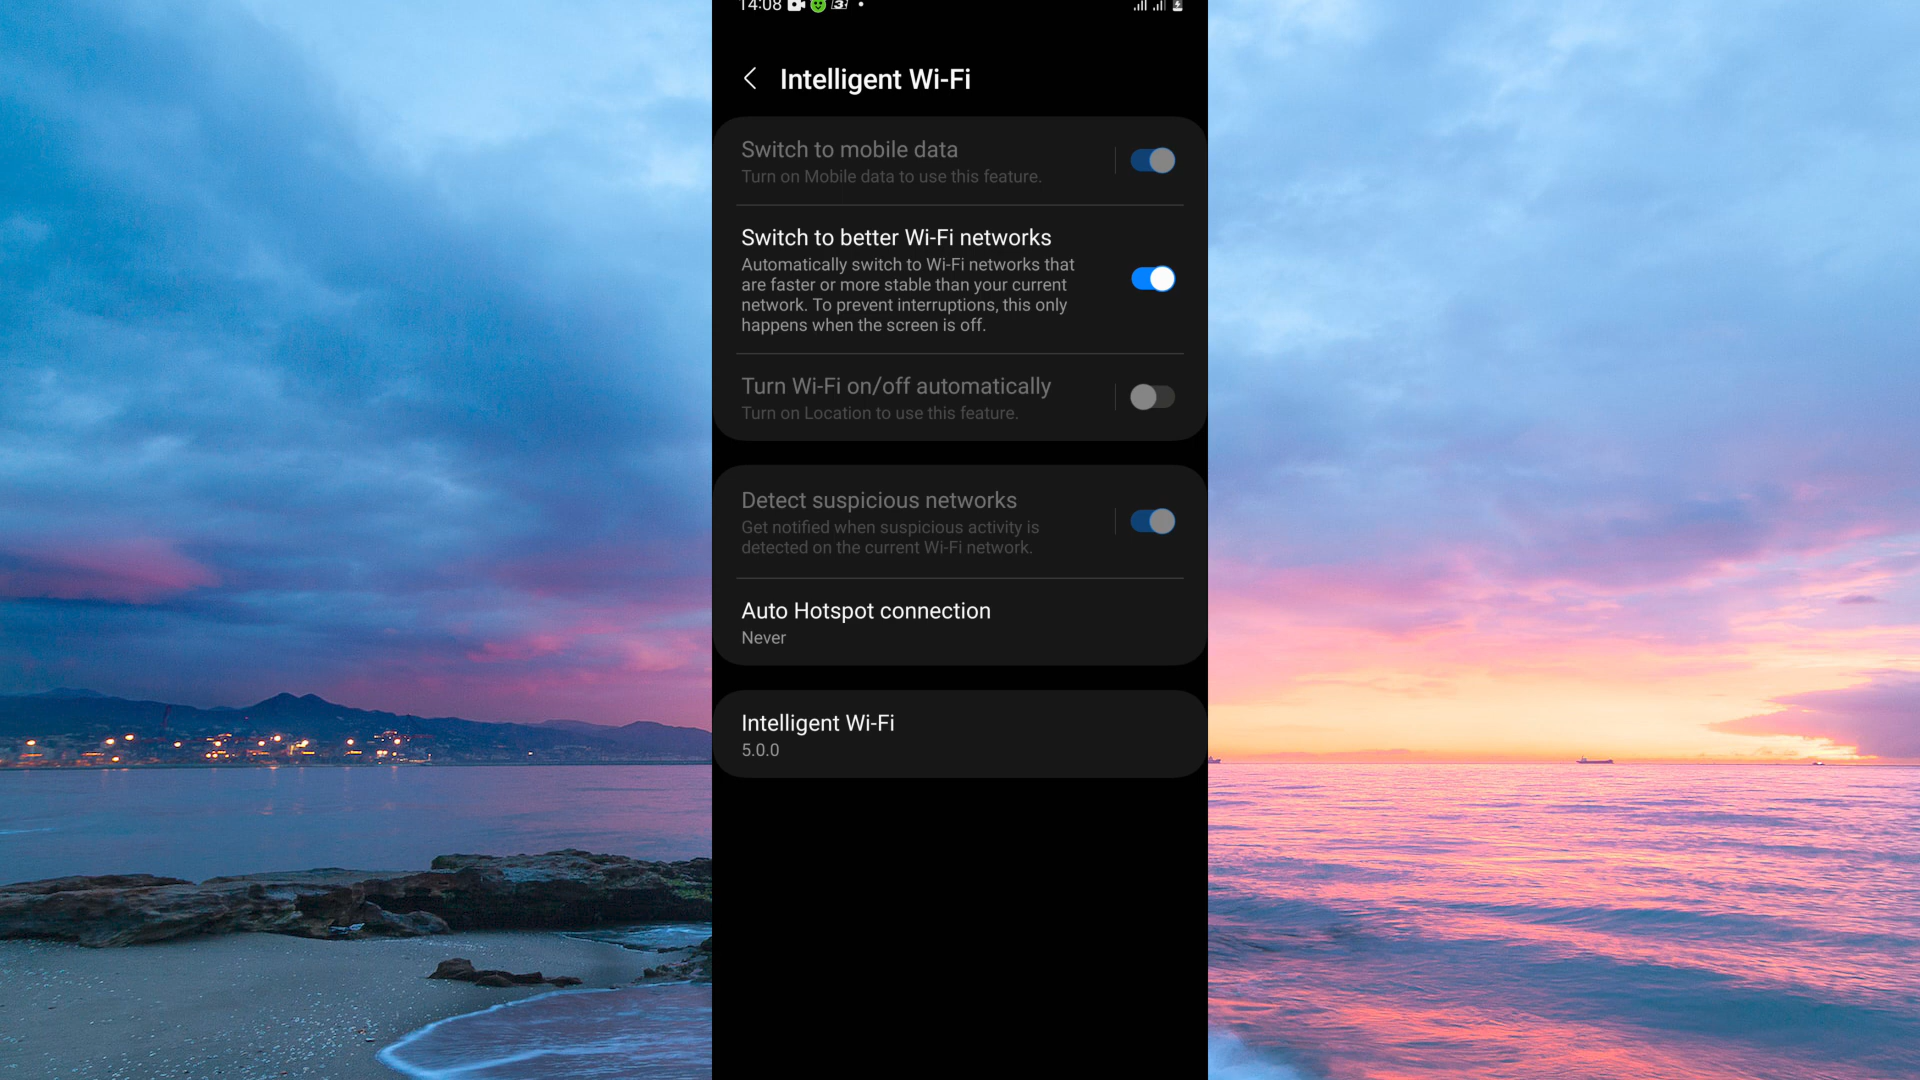 14:08
Intelligent Wi-Fi
Switch to mobile data
Turn on Mobile data to use this feature.
Switch to better Wi-Fi networks
Automatically switch to Wi-Fi networks that
are faster or more stable than your current
network. To prevent interruptions, this only
happens when the screen is off.
Turn Wi-Fi on/off automatically
Turn on Location to use this feature.
Detect suspicious networks
Get notified when suspicious activity is
detected on the current Wi-Fi network.
Auto Hotspot connection
Never
Intelligent Wi-Fi
5.0.0